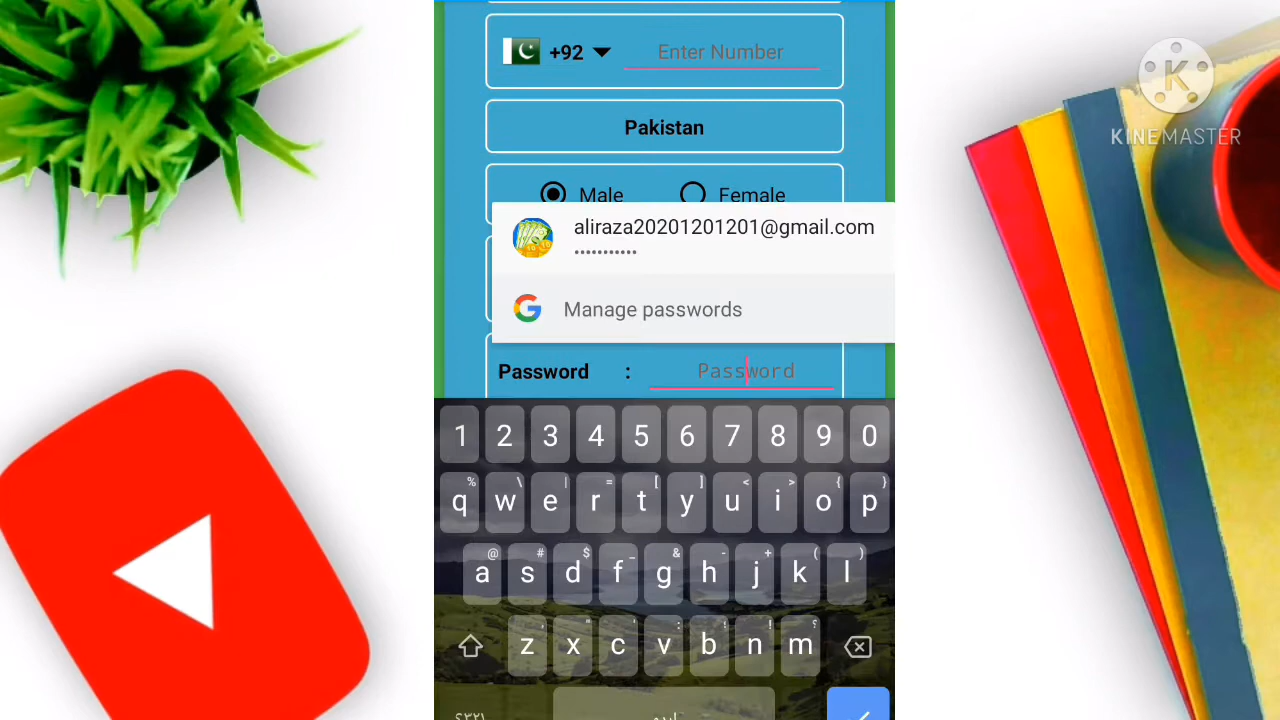 +92 Enter Number
Pakistan
Male Female
aliraza20201201201@gmail.com
•••••••••••
Manage passwords
Password : Password
1 2 3 4 5 6 7 8 9 0
% \ | = [ ] < > { }
q w e r t y u i o p
@ # $ _ & - + ( )
a s d f g h j k l
z x c v b n m
KINEMASTER
K